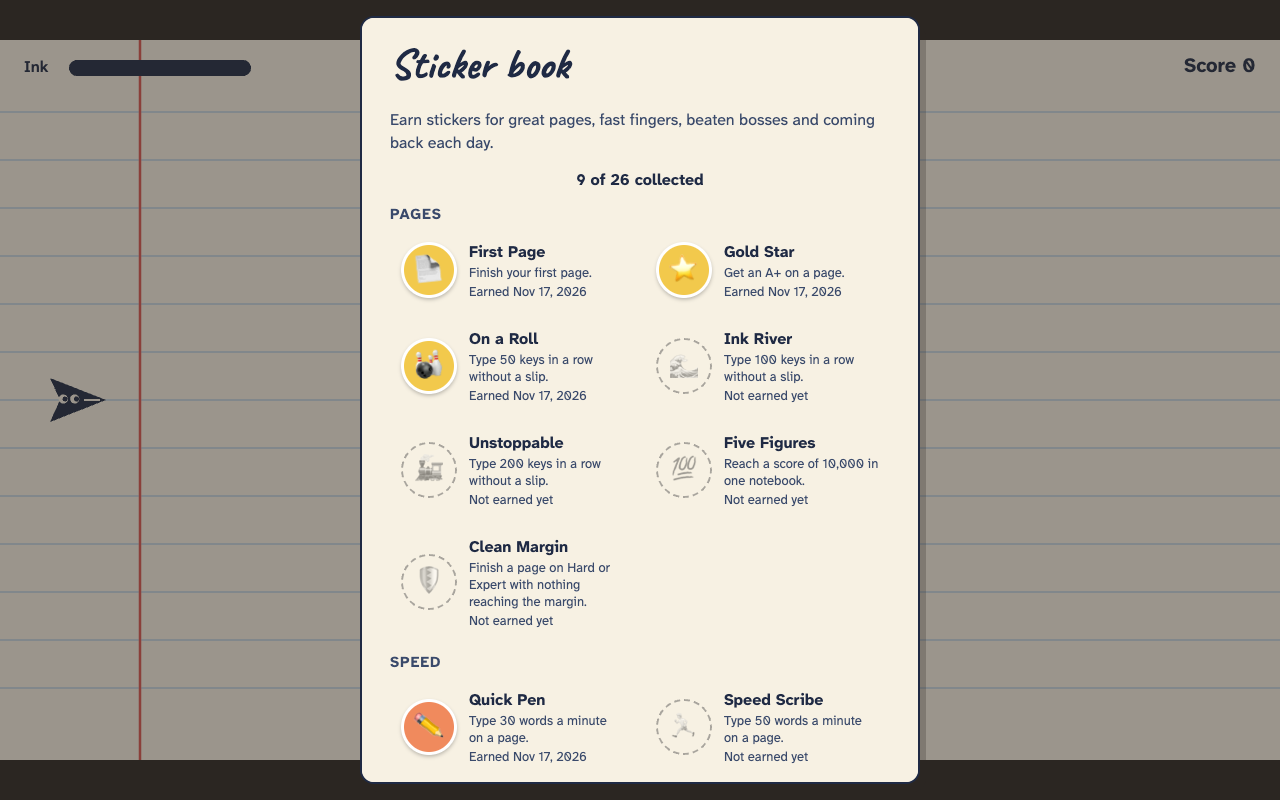 Ink
Score 0
Sticker book
Earn stickers for great pages, fast fingers, beaten bosses and coming
back each day.
9 of 26 collected
PAGES
First Page
Finish your first page.
Earned Nov 17, 2026
Gold Star
Get an A+ on a page.
Earned Nov 17, 2026
On a Roll
Type 50 keys in a row
without a slip.
Earned Nov 17, 2026
Ink River
Type 100 keys in a row
without a slip.
Not earned yet
Unstoppable
Type 200 keys in a row
without a slip.
Not earned yet
100
Five Figures
Reach a score of 10,000 in
one notebook.
Not earned yet
Clean Margin
Finish a page on Hard or
Expert with nothing
reaching the margin.
Not earned yet
SPEED
Quick Pen
Type 30 words a minute
on a page.
Earned Nov 17, 2026
Speed Scribe
Type 50 words a minute
on a page.
Not earned yet